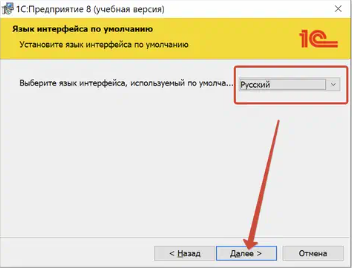 1С:Предприятие 8 (учебная версия)
Язык интерфейса по умолчанию
Установите язык интерфейса по умолчанию
1С
Выберите язык интерфейса, используемый по умолча...
Русский
< Назад
Далее >
Отмена